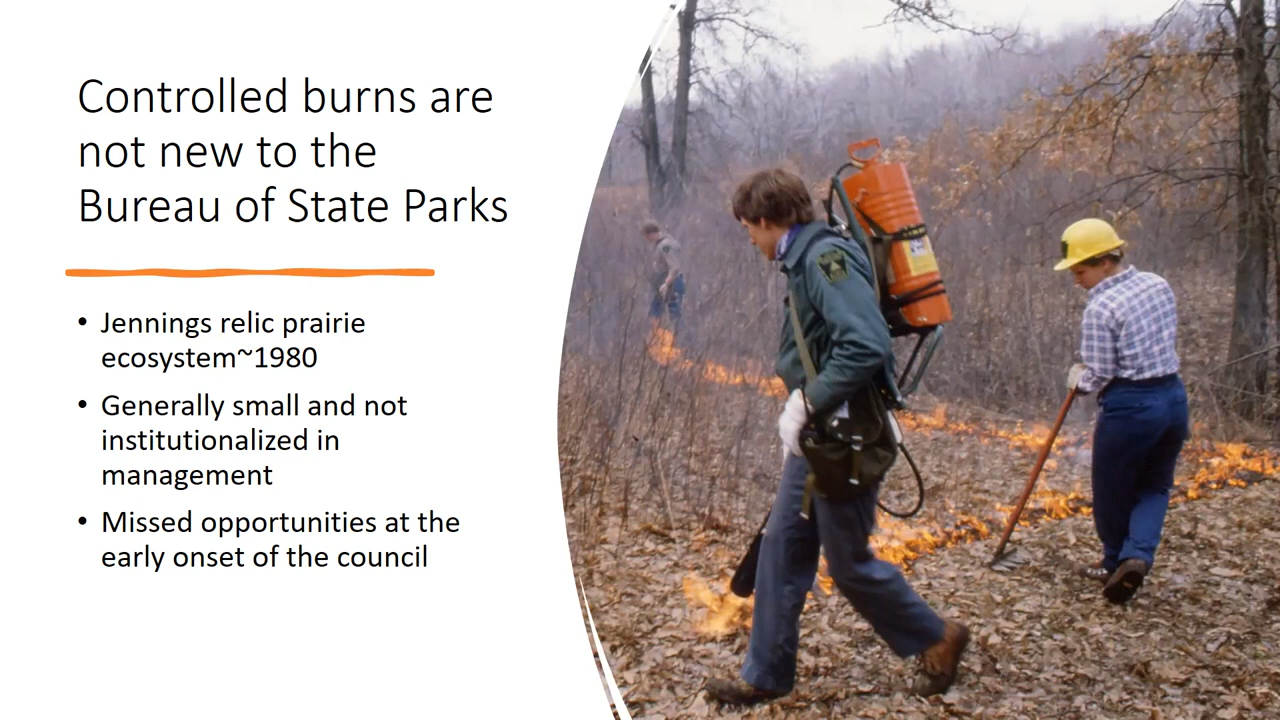 Controlled burns are
not new to the
Bureau of State Parks
• Jennings relic prairie
ecosystem~1980
• Generally small and not
institutionalized in
management
• Missed opportunities at the
early onset of the council